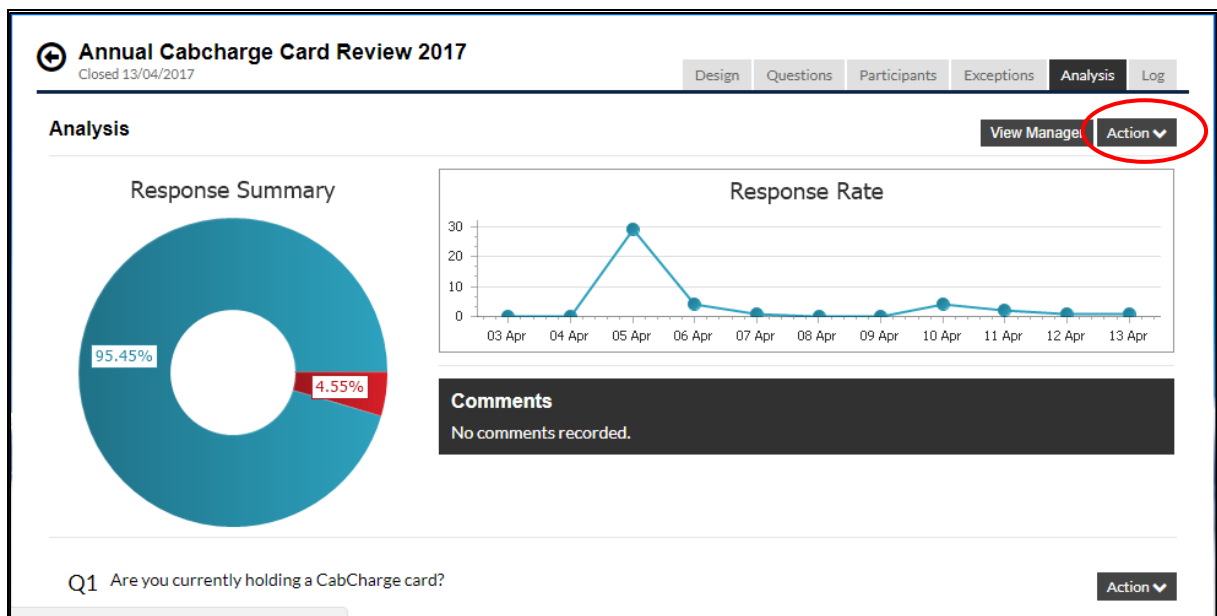 Annual Cabcharge Card Review 2017
Closed 13/04/2017
Design Questions Participants Exceptions Analysis Log
Analysis
View Manager Action
Response Summary
95.45%
4.55%
Response Rate
30
20
10
0
03 Apr 04 Apr 05 Apr 06 Apr 07 Apr 08 Apr 09 Apr 10 Apr 11 Apr 12 Apr 13 Apr
Comments
No comments recorded.
Q1 Are you currently holding a CabCharge card?
Action